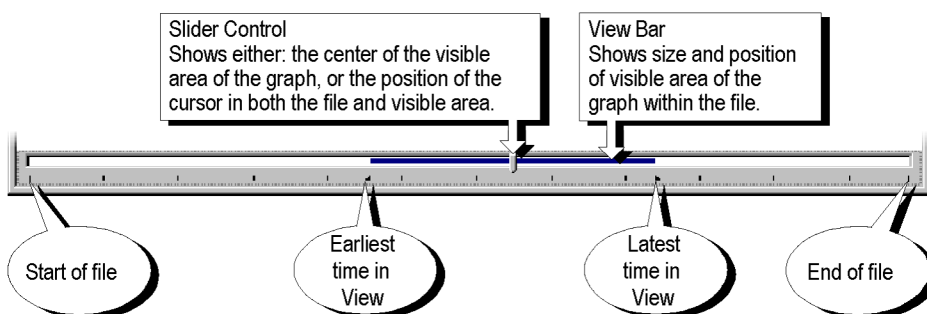 Slider Control
Shows either: the center of the visible
area of the graph, or the position of the
cursor in both the file and visible area.
View Bar
Shows size and position
of visible area of the
graph within the file.
Start of file
Earliest
time in
View
Latest
time in
View
End of file